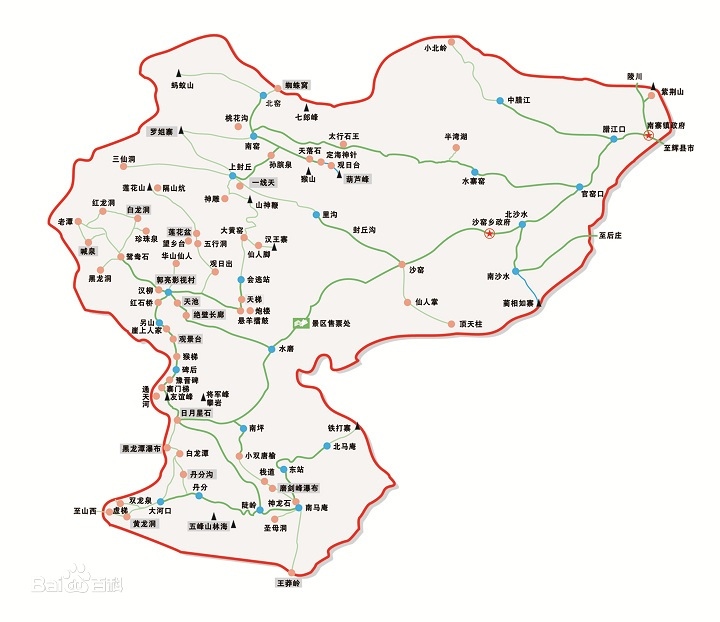 小北岭
陵川
蚂蚁山
蜘蛛窝
紫荆山
北窑
中腊江
七郎峰
桃花沟
南寨镇政府
罗姐寨
腊江口
南窑
太行石王
半湾湖
至辉县市
天落石
定海神针
三仙洞
上封丘
孙膑泉
观日台
水寨窑
猴山
葫芦峰
一线天
莲花山
隔山坑
官窑口
神雕
山神鞭
红龙洞
白龙洞
里沟
北沙水
老潭
封丘沟
沙窑乡政府
珍珠泉
莲花盆
大黄窑
汉王寨
至后庄
喊泉
望乡台
五行洞
仙人脚
鸳鸯石
华山仙人
沙窑
黑龙洞
观日出
会逃站
南沙水
郭亮影视村
汉柳
天梯
仙人掌
蔺相如寨
红石桥
天池
炮楼
绝壁长廊
悬羊擂鼓
景区售票处
顶天柱
另山
崖上人家
观景台
水磨
猴梯
碑后
豫晋碑
通天河
寨门梯
友谊峰
将军峰
攀岩
日月星石
铁打寨
南坪
黑龙潭瀑布
白龙潭
小双唐榆
北马庵
丹分沟
栈道
东站
丹分
磨剑峰瀑布
双龙泉
至山西
虚梯
大河口
陡岭
神龙石
南马庵
黄龙洞
五峰山林海
圣母洞
王莽岭
Bai百科